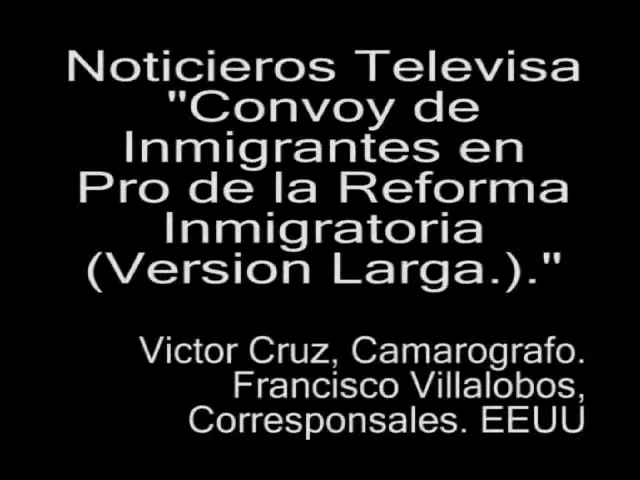 Noticieros Televisa
"Convoy de
Inmigrantes en
Pro de la Reforma
Inmigratoria
(Version Larga.)."
Victor Cruz, Camarografo.
Francisco Villalobos,
Corresponsales. EEUU